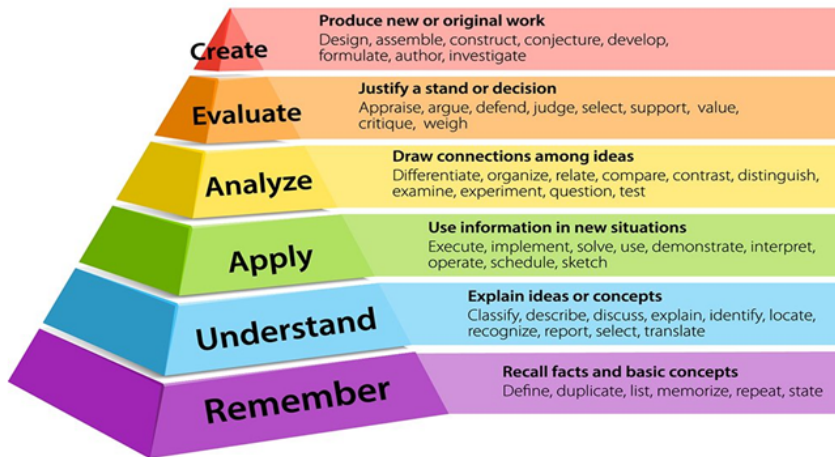 Create
Produce new or original work
Design, assemble, construct, conjecture, develop,
formulate, author, investigate
Evaluate
Justify a stand or decision
Appraise, argue, defend, judge, select, support, value,
critique, weigh
Analyze
Draw connections among ideas
Differentiate, organize, relate, compare, contrast, distinguish,
examine, experiment, question, test
Apply
Use information in new situations
Execute, implement, solve, use, demonstrate, interpret,
operate, schedule, sketch
Understand
Explain ideas or concepts
Classify, describe, discuss, explain, identify, locate,
recognize, report, select, translate
Remember
Recall facts and basic concepts
Define, duplicate, list, memorize, repeat, state